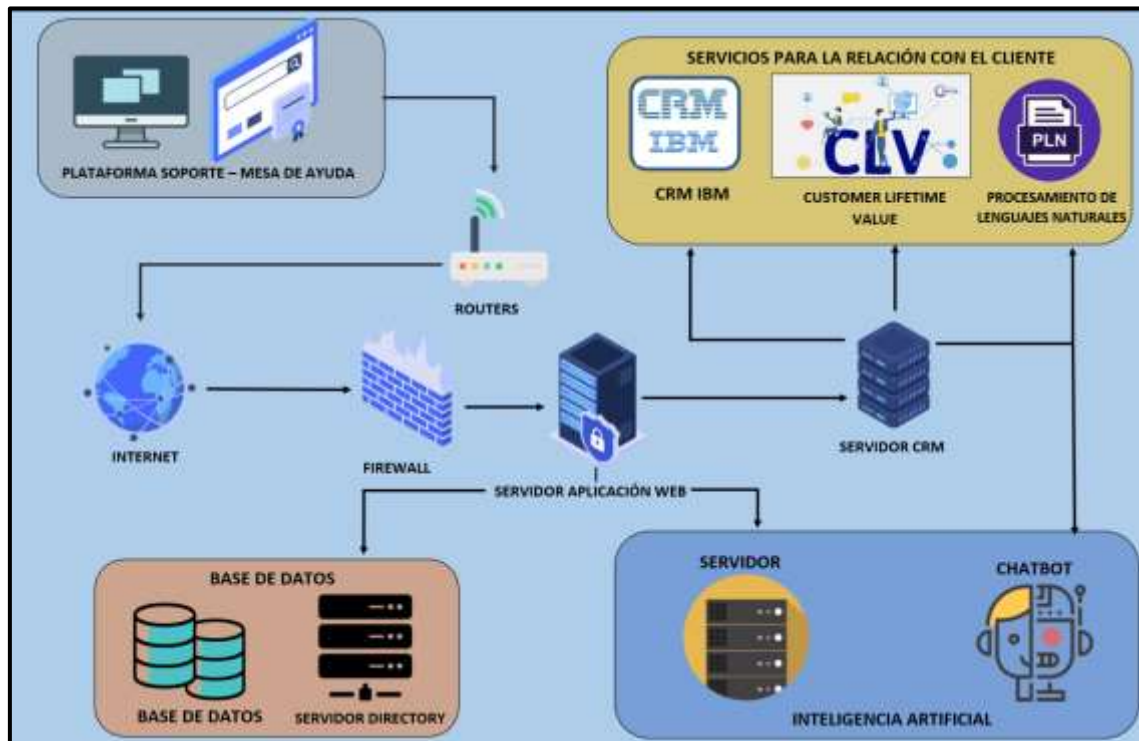 SERVICIOS PARA LA RELACIÓN CON EL CLIENTE
CRM
IBM
CLV
PLN
PLATAFORMA SOPORTE – MESA DE AYUDA
CRM IBM
CUSTOMER LIFETIME
VALUE
PROCESAMIENTO DE
LENGUAJES NATURALES
ROUTERS
INTERNET
FIREWALL
SERVIDOR CRM
SERVIDOR APLICACIÓN WEB
BASE DE DATOS
BASE DE DATOS
SERVIDOR DIRECTORY
SERVIDOR
CHATBOT
INTELIGENCIA ARTIFICIAL